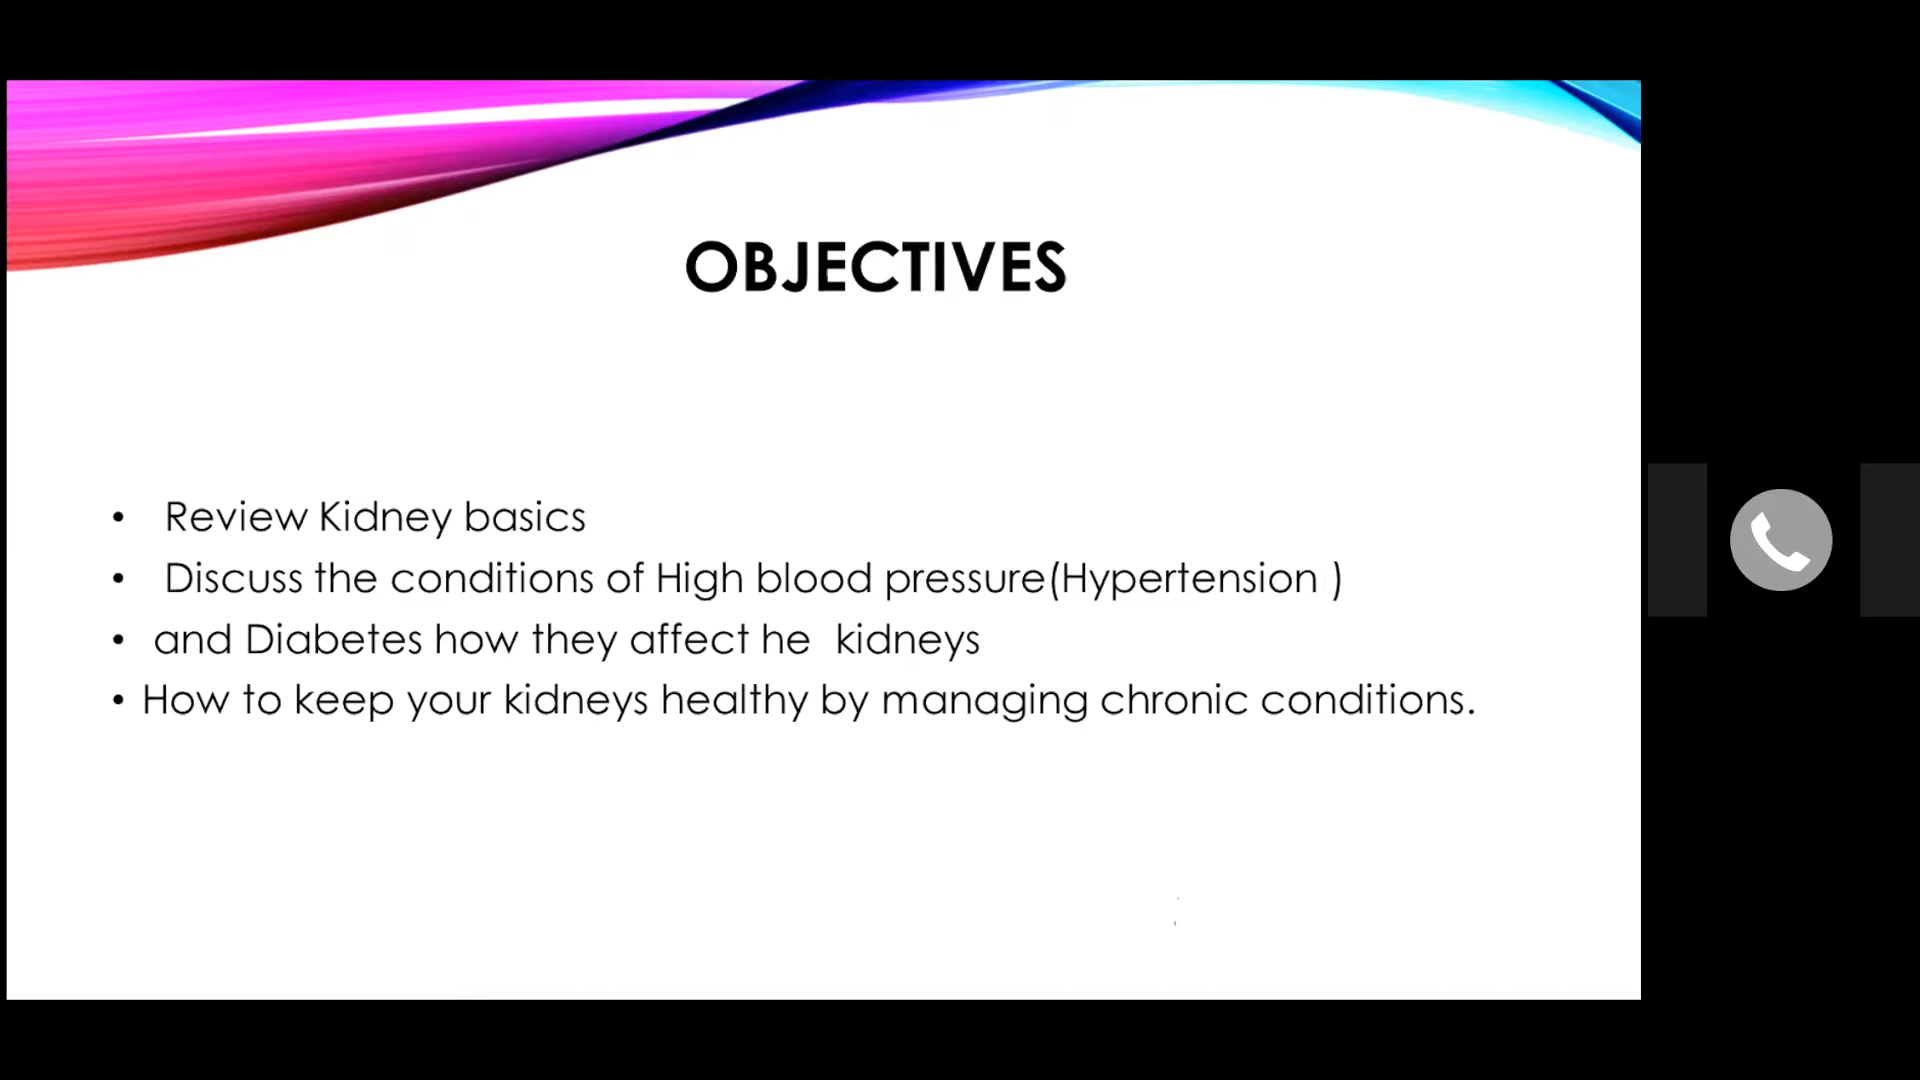 OBJECTIVES
• Review Kidney basics
• Discuss the conditions of High blood pressure(Hypertension )
• and Diabetes how they affect he  kidneys
• How to keep your kidneys healthy by managing chronic conditions.